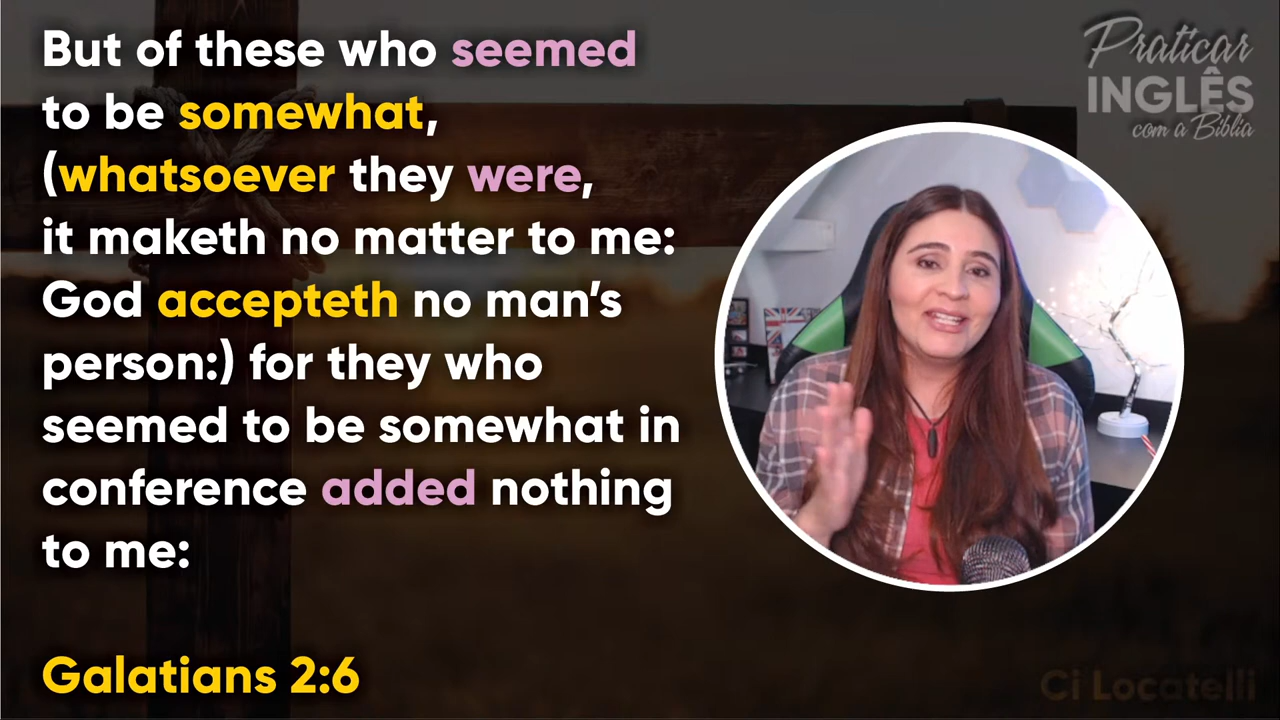 But of these who seemed
to be somewhat,
(whatsoever they were,
it maketh no matter to me:
God accepteth no man’s
person:) for they who
seemed to be somewhat in
conference added nothing
to me:
Galatians 2:6
Praticar
INGLÊS
com a Bíblia
Ci Locatelli